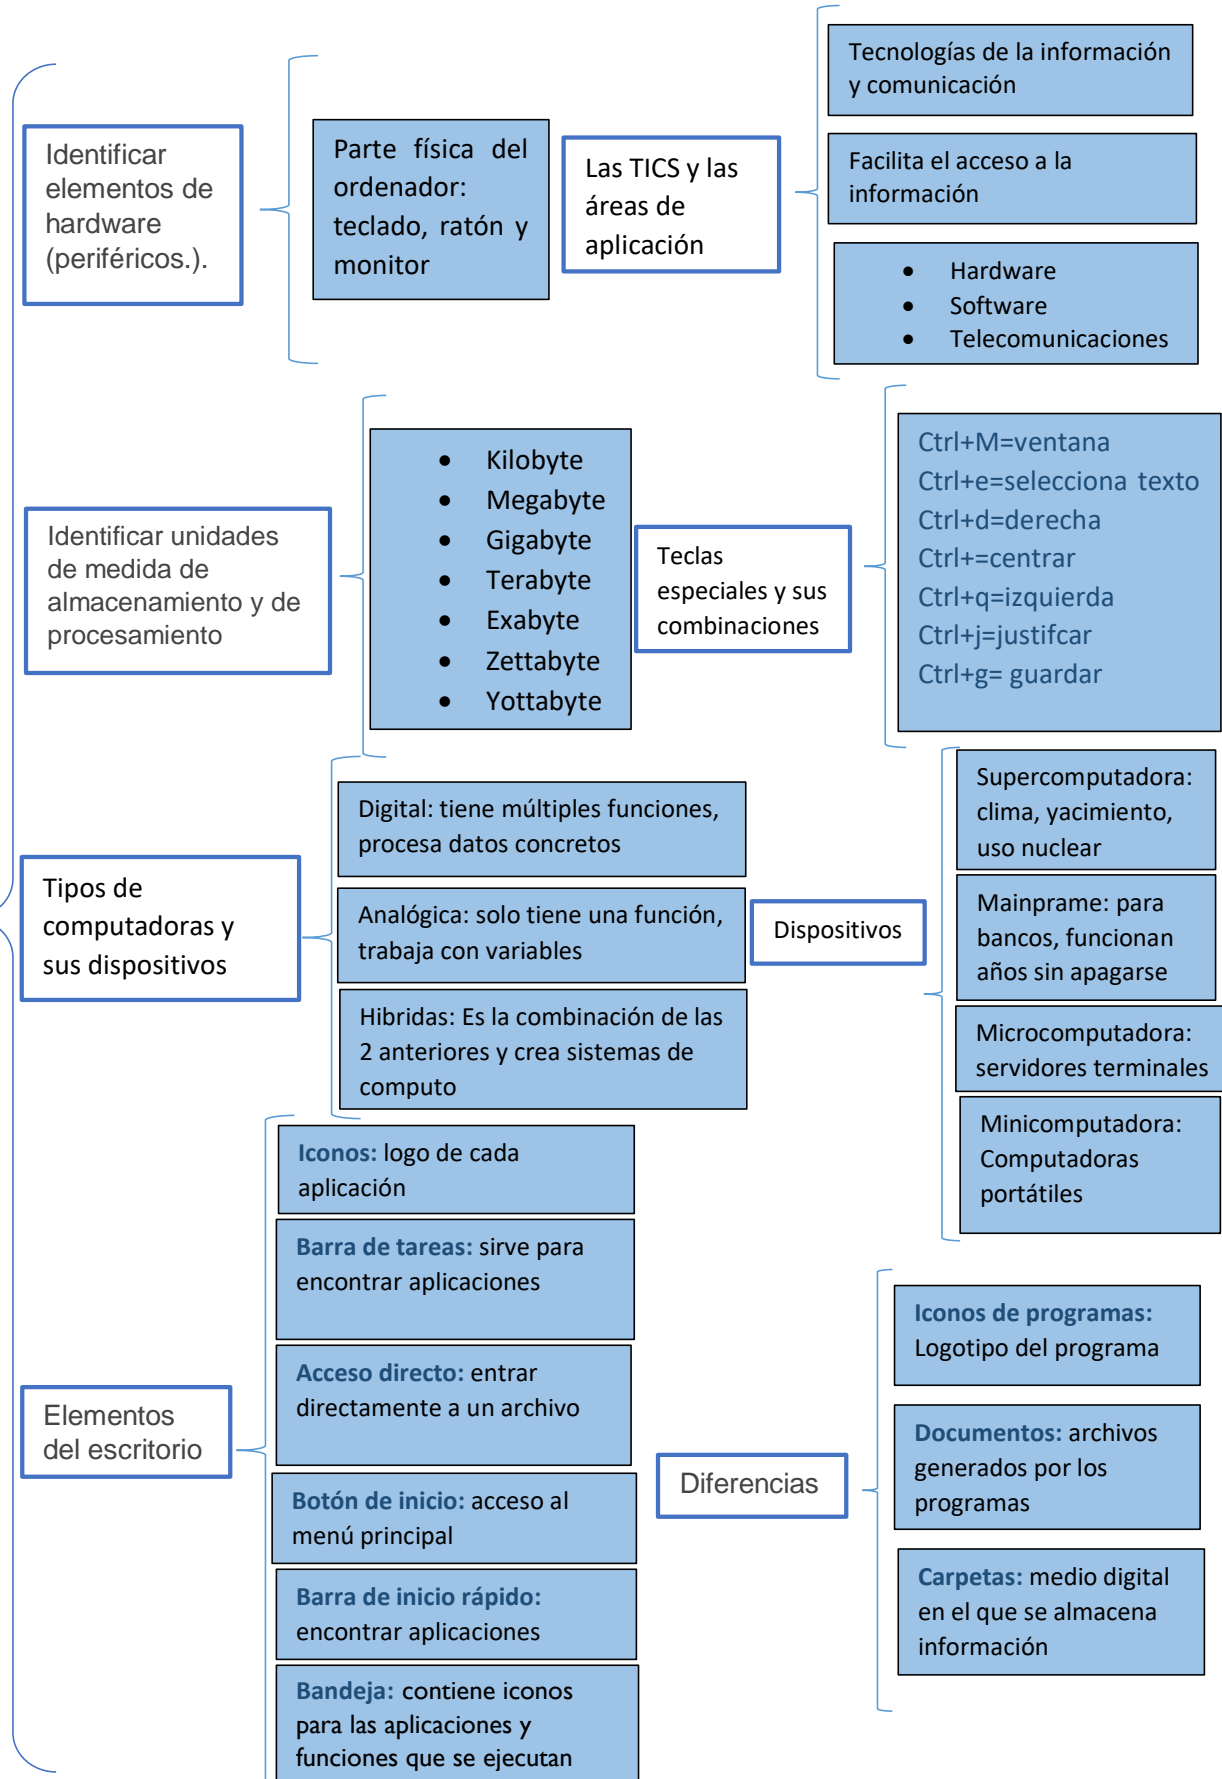 Identificar
elementos de
hardware
(periféricos.).
Parte física del
ordenador:
teclado, ratón y
monitor
Las TICS y las
áreas de
aplicación
Tecnologías de la información
y comunicación
Facilita el acceso a la
información
• Hardware
• Software
• Telecomunicaciones
Identificar unidades
de medida de
almacenamiento y de
procesamiento
• Kilobyte
• Megabyte
• Gigabyte
• Terabyte
• Exabyte
• Zettabyte
• Yottabyte
Teclas
especiales y sus
combinaciones
Ctrl+M=ventana
Ctrl+e=selecciona texto
Ctrl+d=derecha
Ctrl+=centrar
Ctrl+q=izquierda
Ctrl+j=justifcar
Ctrl+g= guardar
Tipos de
computadoras y
sus dispositivos
Digital: tiene múltiples funciones,
procesa datos concretos
Analógica: solo tiene una función,
trabaja con variables
Hibridas: Es la combinación de las
2 anteriores y crea sistemas de
computo
Dispositivos
Supercomputadora:
clima, yacimiento,
uso nuclear
Mainprame: para
bancos, funcionan
años sin apagarse
Microcomputadora:
servidores terminales
Minicomputadora:
Computadoras
portátiles
Elementos
del escritorio
Iconos: logo de cada
aplicación
Barra de tareas: sirve para
encontrar aplicaciones
Acceso directo: entrar
directamente a un archivo
Botón de inicio: acceso al
menú principal
Barra de inicio rápido:
encontrar aplicaciones
Bandeja: contiene iconos
para las aplicaciones y
funciones que se ejecutan
Diferencias
Iconos de programas:
Logotipo del programa
Documentos: archivos
generados por los
programas
Carpetas: medio digital
en el que se almacena
información